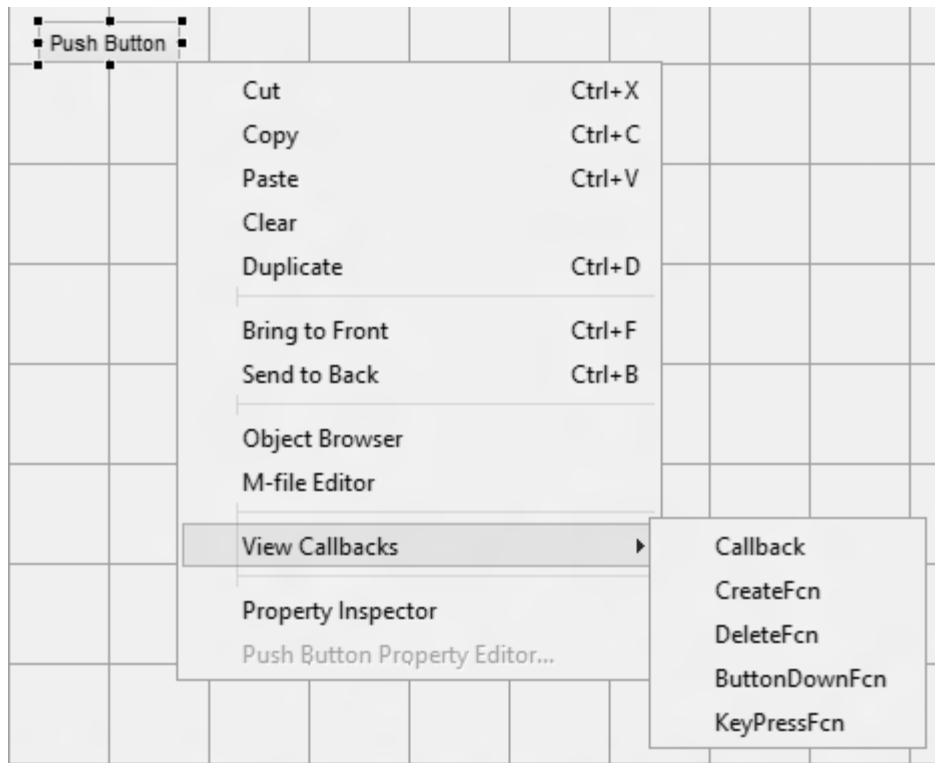 Push Button
Cut Ctrl+X
Copy Ctrl+C
Paste Ctrl+V
Clear
Duplicate Ctrl+D
Bring to Front Ctrl+F
Send to Back Ctrl+B
Object Browser
M-file Editor
View Callbacks
Callback
CreateFcn
DeleteFcn
ButtonDownFcn
KeyPressFcn
Property Inspector
Push Button Property Editor...